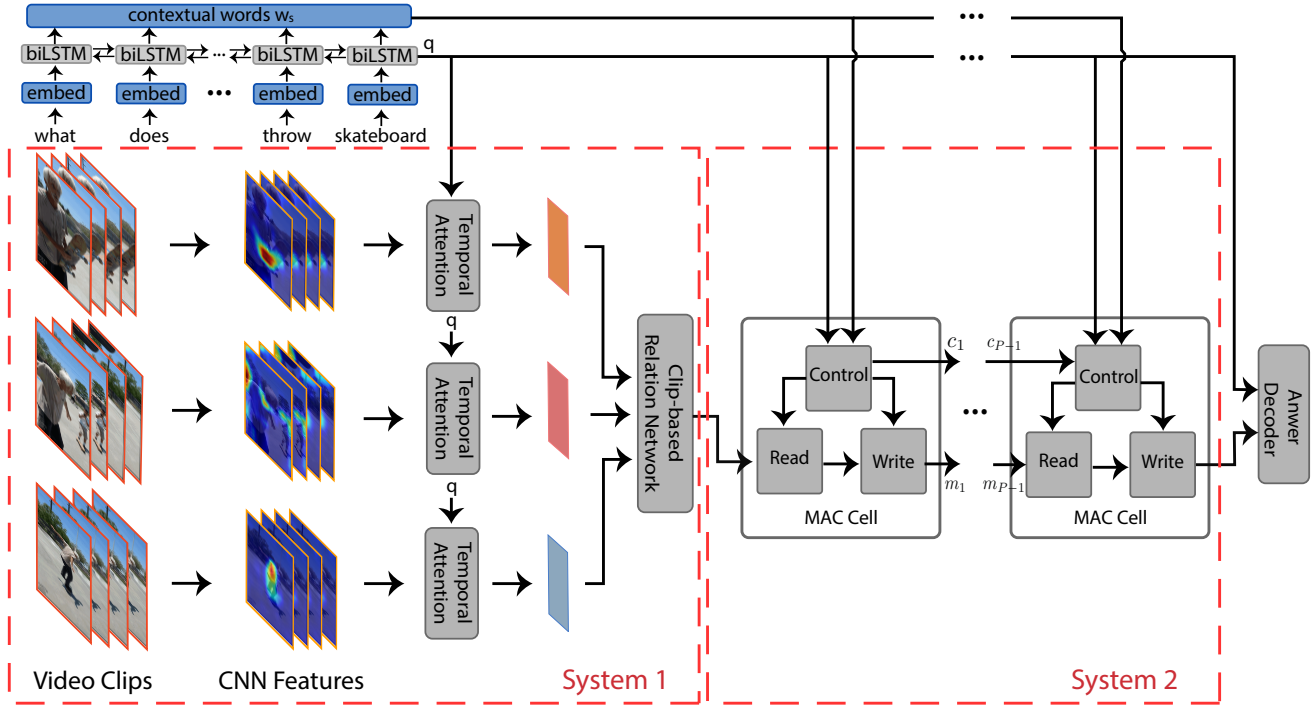 contextual words wₛ
biLSTM biLSTM ... biLSTM biLSTM q
embed embed ... embed embed
what does throw skateboard
Temporal Attention
q
Temporal Attention
q
Temporal Attention
Clip-based Relation Network
Video Clips
CNN Features
System 1
...
...
Control
Read
Write
MAC Cell
c₁
c_{P-1}
...
m₁
m_{P-1}
Control
Read
Write
MAC Cell
System 2
Anwer Decoder